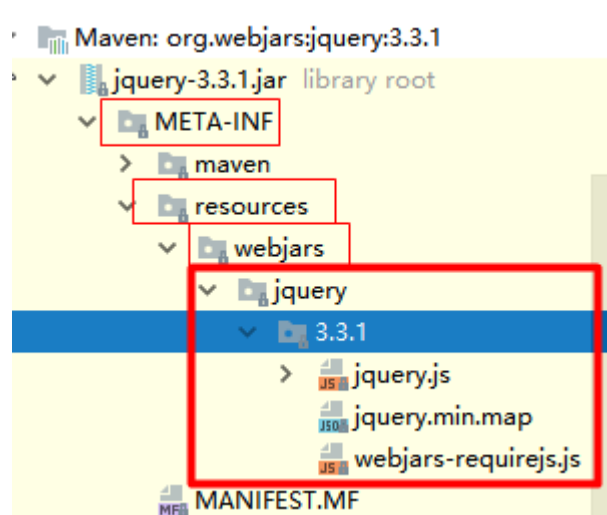 Maven: org.webjars:jquery:3.3.1
jquery-3.3.1.jar library root
META-INF
maven
resources
webjars
jquery
3.3.1
jquery.js
jquery.min.map
webjars-requirejs.js
MANIFEST.MF